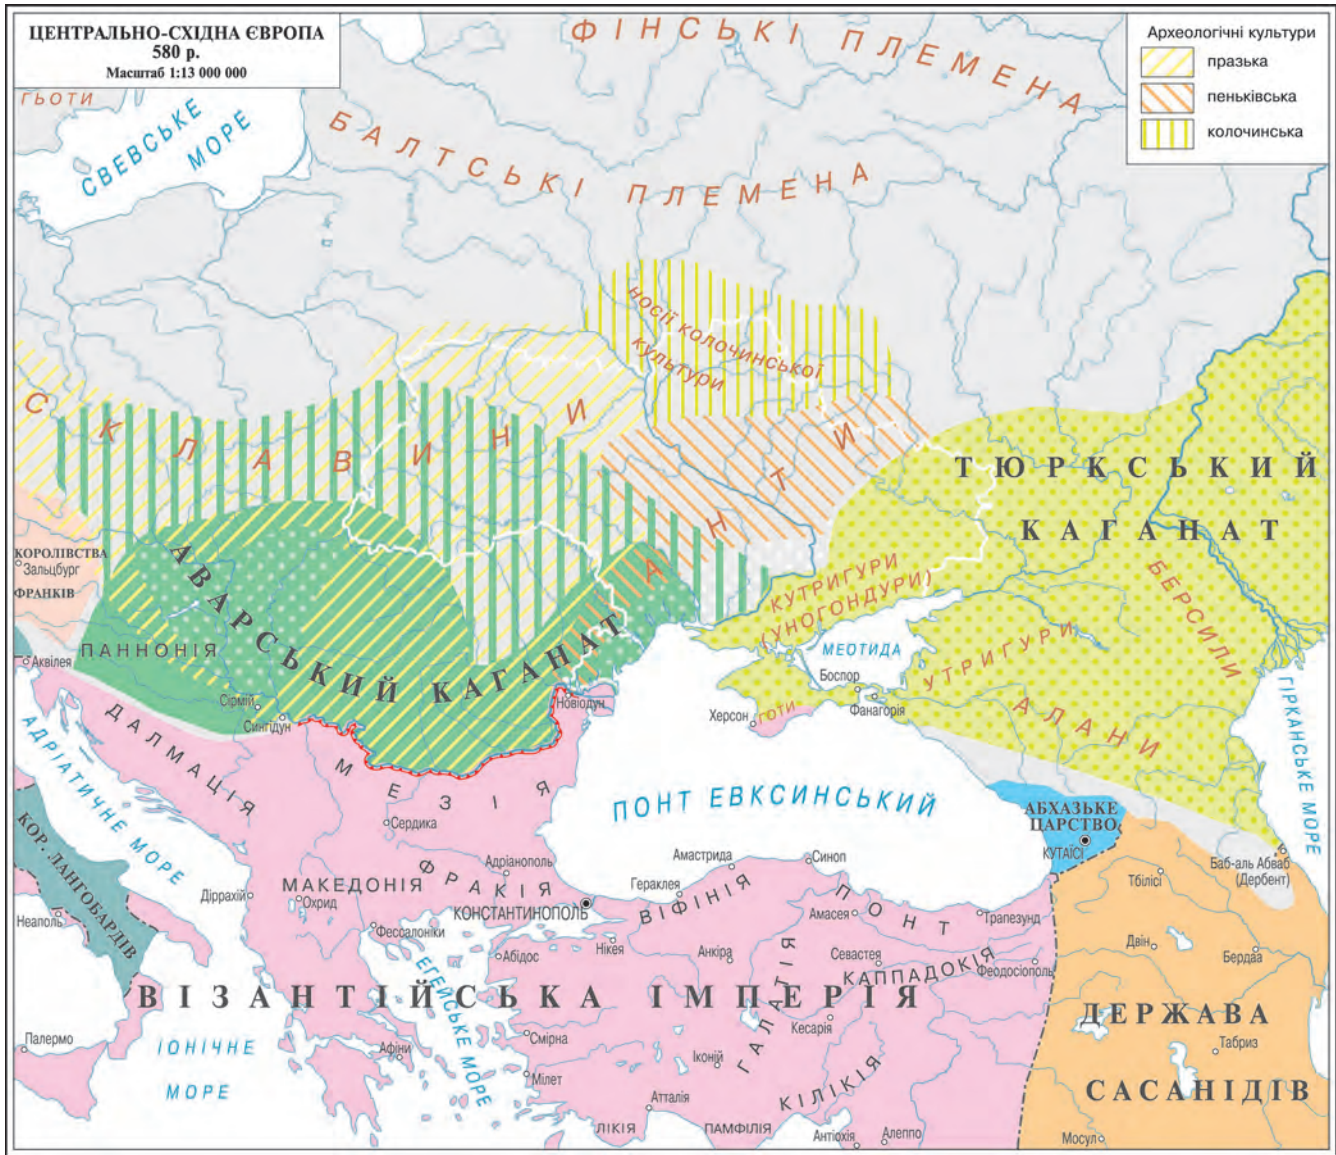 ЦЕНТРАЛЬНО-СХІДНА ЄВРОПА
580 р.
Масштаб 1:13 000 000
Археологічні культури
празька
пеньківська
колочинська
ФІНСЬКІ ПЛЕМЕНА
ГЬОТИ
СВЕВСЬКЕ
МОРЕ
БАЛТСЬКІ ПЛЕМЕНА
носії колочинської
культури
СКЛАВИНИ
АНТИ
ТЮРКСЬКИЙ
КАГАНАТ
КОРОЛІВСТВА
Зальцбург
ФРАНКІВ
АВАРСЬКИЙ КАГАНАТ
КУТРИГУРИ
(УНОГОНДУРИ)
БЕРСИЛИ
УТРИГУРИ
АЛАНИ
ПАННОНІЯ
Аквілея
МЕОТИДА
Боспор
Фанагорія
Сірмій
Сингідун
Новіодун
Херсон
ГОТИ
ГІРКАНСЬКЕ МОРЕ
ДАЛМАЦІЯ
АДРІАТИЧНЕ МОРЕ
МЕЗІЯ
ПОНТ ЕВКСИНСЬКИЙ
АБХАЗЬКЕ
ЦАРСТВО
КУТАЇСІ
Сердика
КОР. ЛАНГОБАРДІВ
Баб-аль Абваб
(Дербент)
Тбілісі
Адріанополь
ФРАКІЯ
Амастрида
Синоп
МАКЕДОНІЯ
Охрид
Діррахій
Гераклея
ВІФІНІЯ
ПОНТ
КОНСТАНТИНОПОЛЬ
Амасея
Трапезунд
Неаполь
Фессалоніки
Нікея
Анкіра
Севастея
Двін
Бердаа
Абідос
КАППАДОКІЯ
Феодосіополь
ЕГЕЙСЬКЕ МОРЕ
ГАЛАТІЯ
ВІЗАНТІЙСЬКА ІМПЕРІЯ
ДЕРЖАВА
САСАНІДІВ
Кесарія
Палермо
ІОНІЧНЕ
МОРЕ
Афіни
Смірна
Іконій
Табриз
Мілет
Атталія
КІЛІКІЯ
ЛІКІЯ
ПАМФІЛІЯ
Антіохія
Алеппо
Мосул